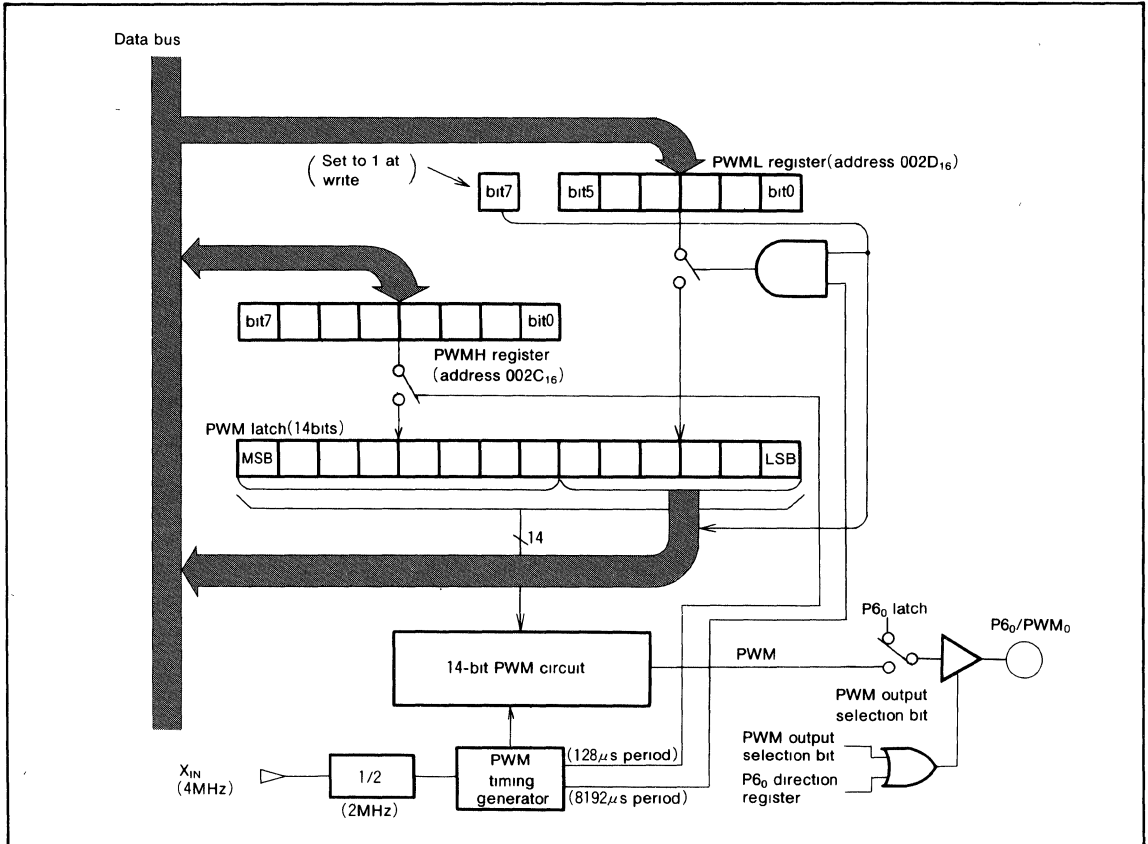 Data bus
( Set to 1 at
write )
PWML register(address 002D₁₆)
bit7
bit5
bit0
bit7
bit0
PWMH register
(address 002C₁₆)
PWM latch(14bits)
MSB
LSB
14
P6₀ latch
P6₀/PWM₀
14-bit PWM circuit
PWM
PWM output
selection bit
XIN
(4MHz)
1/2
(2MHz)
PWM
timing
generator
(128μs period)
(8192μs period)
PWM output
selection bit
P6₀ direction
register